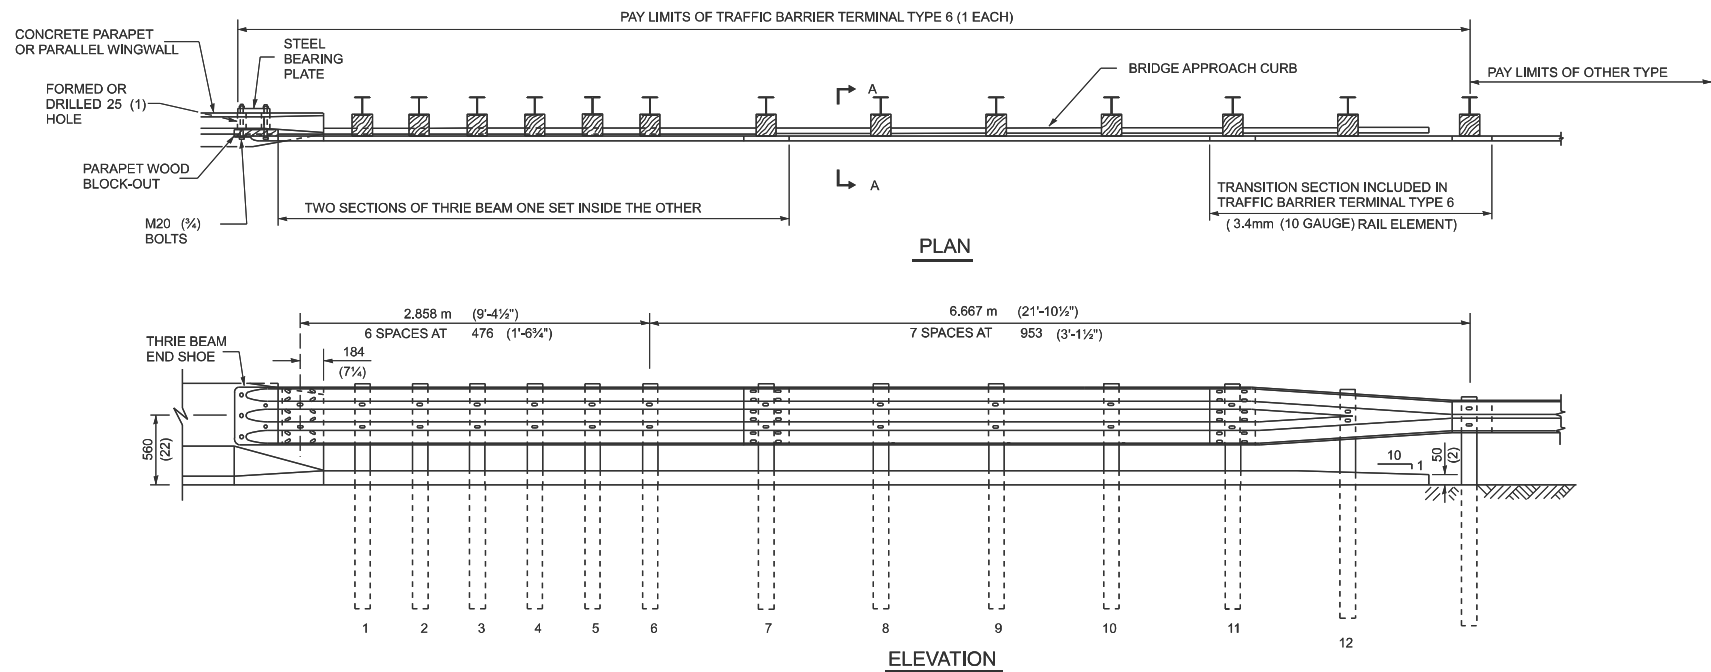 PAY LIMITS OF TRAFFIC BARRIER TERMINAL TYPE 6 (1 EACH)
CONCRETE PARAPET
OR PARALLEL WINGWALL
STEEL
BEARING
PLATE
FORMED OR
DRILLED 25 (1)
HOLE
A
BRIDGE APPROACH CURB
PAY LIMITS OF OTHER TYPE
PARAPET WOOD
BLOCK-OUT
M20 (¾)
BOLTS
TWO SECTIONS OF THRIE BEAM ONE SET INSIDE THE OTHER
A
TRANSITION SECTION INCLUDED IN
TRAFFIC BARRIER TERMINAL TYPE 6
( 3.4mm (10 GAUGE) RAIL ELEMENT)
PLAN
2.858 m (9'-4½")
6 SPACES AT 476 (1'-6¾")
6.667 m (21'-10½")
7 SPACES AT 953 (3'-1½")
THRIE BEAM
END SHOE
184
(7¼)
560
(22)
10
1
50
(2)
1 2 3 4 5 6 7 8 9 10 11 12
ELEVATION